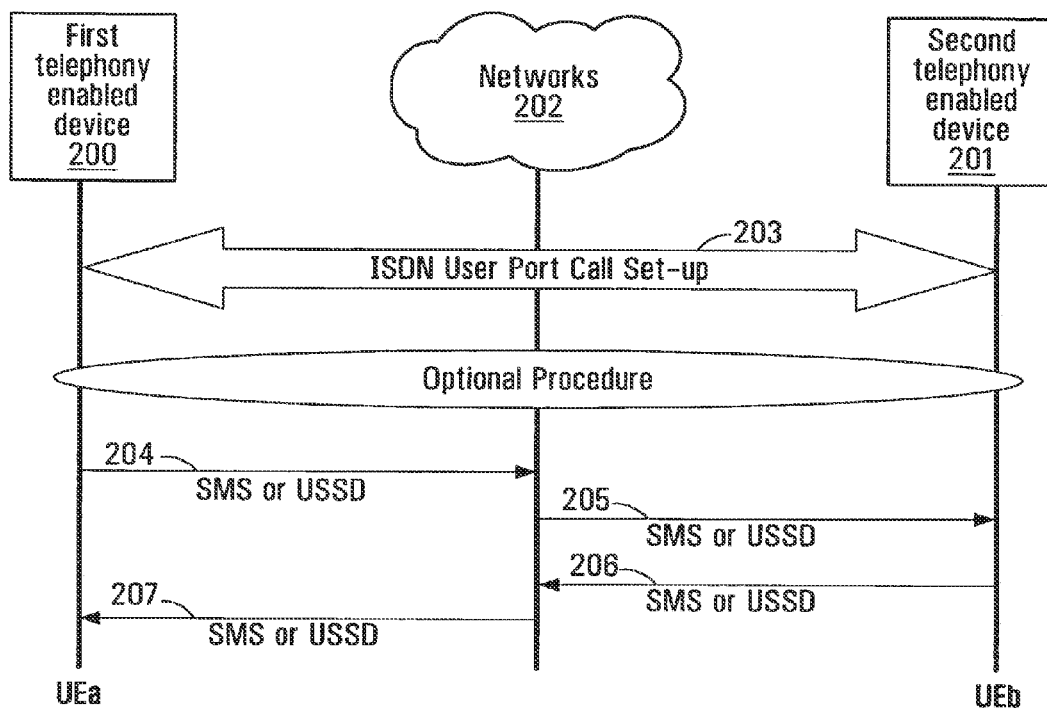 First
telephony
enabled
device
200
Networks
202
Second
telephony
enabled
device
201
203
ISDN User Port Call Set-up
Optional Procedure
204
SMS or USSD
205
SMS or USSD
206
SMS or USSD
207
SMS or USSD
UEa
UEb